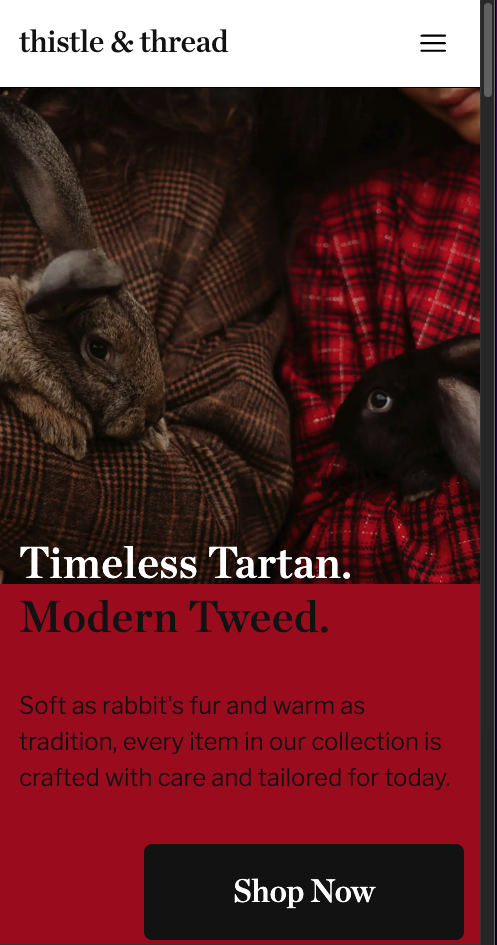 thistle & thread
Timeless Tartan.
Modern Tweed.
Soft as rabbit's fur and warm as
tradition, every item in our collection is
crafted with care and tailored for today.
Shop Now